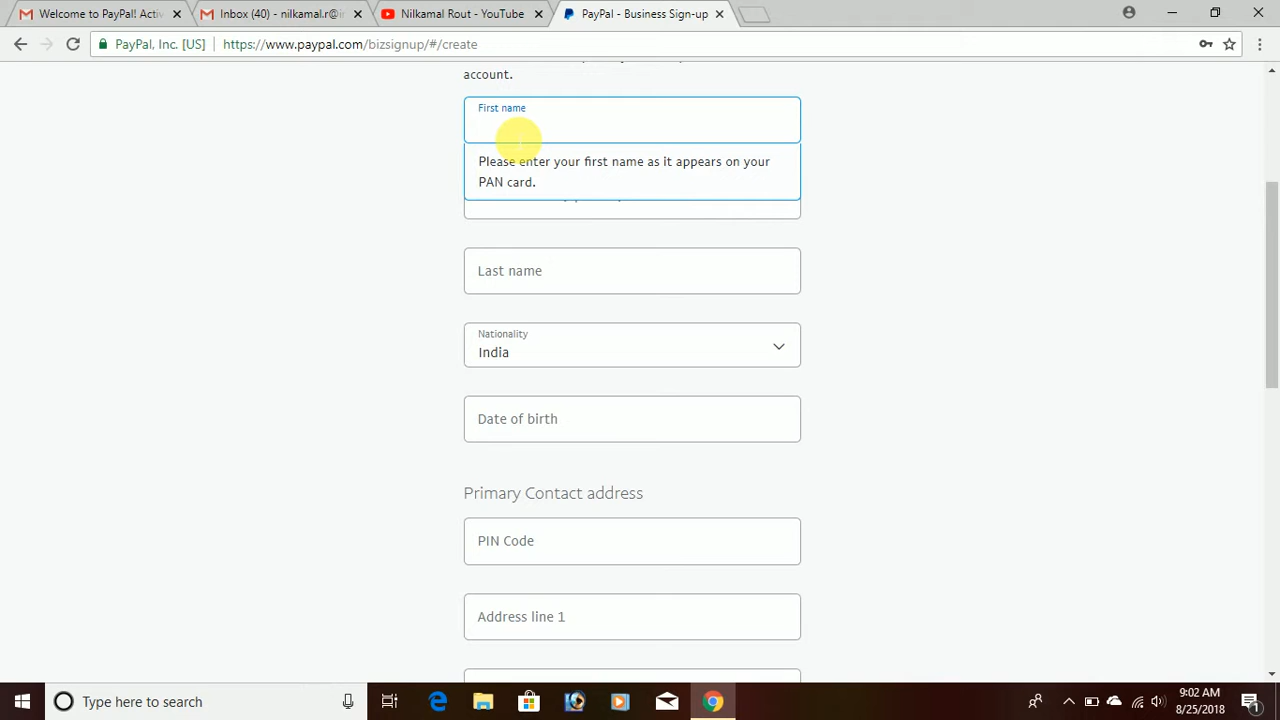 Welcome to PayPal! Activ
Inbox (40) - nilkamal.r@in
Nilkamal Rout - YouTube
PayPal - Business Sign-up
PayPal, Inc. [US]
https://www.paypal.com/bizsignup/#/create
account.
First name
Please enter your first name as it appears on your
PAN card.
Last name
Nationality
India
Date of birth
Primary Contact address
PIN Code
Address line 1
Type here to search
9:02 AM
8/25/2018
1